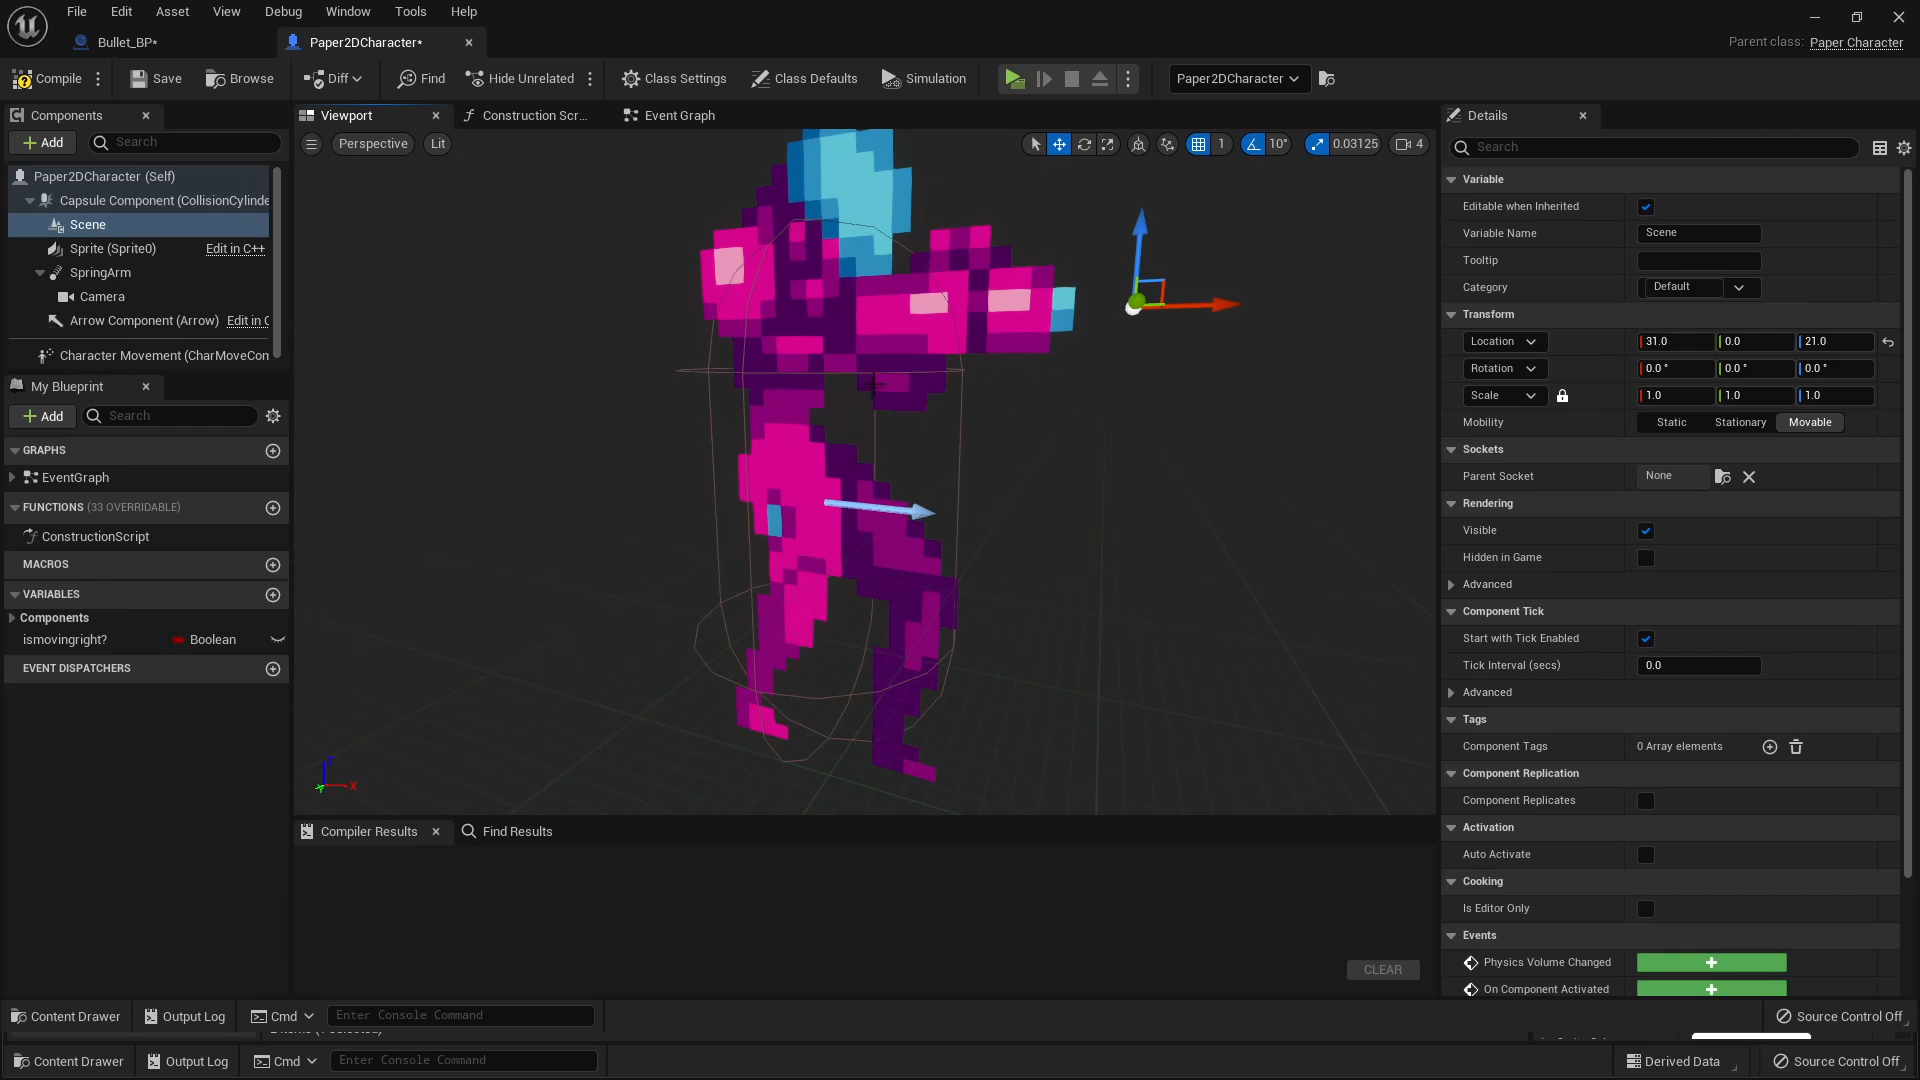 File Edit Asset View Debug Window Tools Help
Bullet_BP*
Paper2DCharacter*
Parent class: Paper Character
Compile
Save
Browse
Diff
Find
Hide Unrelated
Class Settings
Class Defaults
Simulation
Paper2DCharacter
Components
Add
Search
Paper2DCharacter (Self)
Capsule Component (CollisionCylinde
Scene
Sprite (Sprite0) Edit in C++
SpringArm
Camera
Arrow Component (Arrow) Edit in C
Character Movement (CharMoveCom
My Blueprint
Add
Search
GRAPHS
EventGraph
FUNCTIONS (33 OVERRIDABLE)
ConstructionScript
MACROS
VARIABLES
Components
ismovingright? Boolean
EVENT DISPATCHERS
Viewport
Construction Scr...
Event Graph
Perspective
Lit
1
10°
0.03125
4
Z
X
Y
Compiler Results
Find Results
CLEAR
Details
Search
Variable
Editable when Inherited
Variable Name Scene
Tooltip
Category Default
Transform
Location 31.0 0.0 21.0
Rotation 0.0 ° 0.0 ° 0.0 °
Scale 1.0 1.0 1.0
Mobility Static Stationary Movable
Sockets
Parent Socket None
Rendering
Visible
Hidden in Game
Advanced
Component Tick
Start with Tick Enabled
Tick Interval (secs) 0.0
Advanced
Tags
Component Tags 0 Array elements
Component Replication
Component Replicates
Activation
Auto Activate
Cooking
Is Editor Only
Events
Physics Volume Changed
On Component Activated
Content Drawer
Output Log
Cmd
Enter Console Command
Source Control Off
Content Drawer
Output Log
Cmd
Enter Console Command
Derived Data
Source Control Off